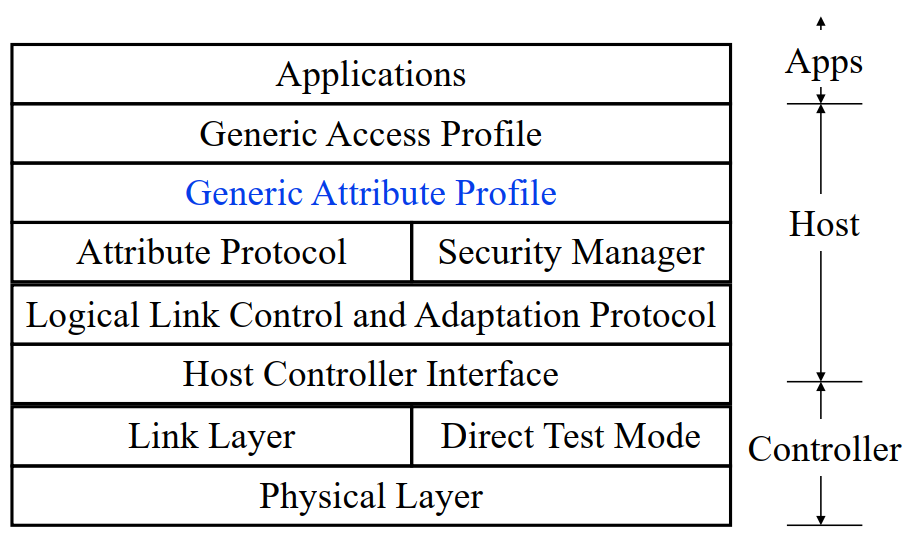 Applications
Generic Access Profile
Generic Attribute Profile
Attribute Protocol
Security Manager
Logical Link Control and Adaptation Protocol
Host Controller Interface
Link Layer
Direct Test Mode
Physical Layer
Apps
Host
Controller